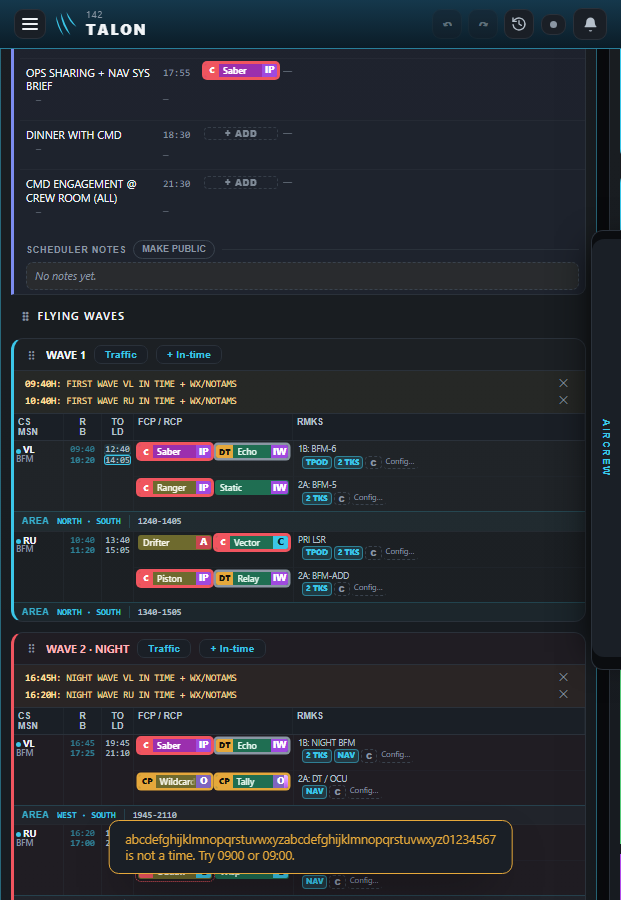 142
TALON
OPS SHARING + NAV SYS BRIEF
17:55
C Saber IP —
—
—
DINNER WITH CMD
18:30
+ ADD —
—
—
CMD ENGAGEMENT @ CREW ROOM (ALL)
21:30
+ ADD —
—
—
SCHEDULER NOTES MAKE PUBLIC
No notes yet.
FLYING WAVES
WAVE 1 Traffic + In-time
09:40H: FIRST WAVE VL IN TIME + WX/NOTAMS
10:40H: FIRST WAVE RU IN TIME + WX/NOTAMS
CS R TO FCP / RCP RMKS
MSN B LD
VL 09:40 12:40 C Saber IP DT Echo IW 1B: BFM-6
BFM 10:20 14:05 TPOD 2 TKS C Config...
C Ranger IP Static IW 2A: BFM-5
2 TKS C Config...
AREA NORTH · SOUTH 1240-1405
RU 10:40 13:40 Drifter A C Vector C PRI LSR
BFM 11:20 15:05 TPOD 2 TKS C Config...
C Piston IP DT Relay IW 2A: BFM-ADD
2 TKS C Config...
AREA NORTH · SOUTH 1340-1505
WAVE 2 · NIGHT Traffic + In-time
16:45H: NIGHT WAVE VL IN TIME + WX/NOTAMS
16:20H: NIGHT WAVE RU IN TIME + WX/NOTAMS
CS R TO FCP / RCP RMKS
MSN B LD
VL 16:45 19:45 C Saber IP DT Echo IW 1B: NIGHT BFM
BFM 17:25 21:10 2 TKS NAV C Config...
CP Wildcard O CP Tally O 2A: DT / OCU
NAV C Config...
AREA WEST · SOUTH 1945-2110
RU 16:20
BFM 17:00
abcdefghijklmnopqrstuvwxyzabcdefghijklmnopqrstuvwxyz01234567
is not a time. Try 0900 or 09:00.
NAV C Config...
AIRCREW